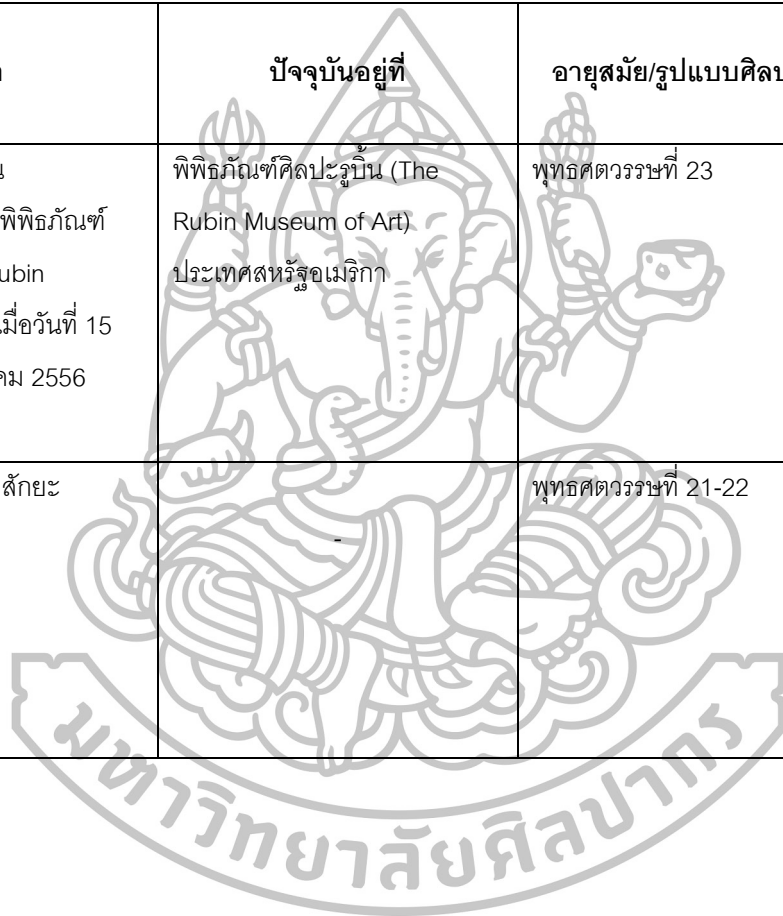 ปัจจุบันอยู่ที่
อายุสมัย/รูปแบบศิลป
พิพิธภัณฑ์ศิลปะรูบิ้น (The
Rubin Museum of Art)
ประเทศสหรัฐอเมริกา
พุทธศตวรรษที่ 23
พิพิธภัณฑ์
ubin
มื่อวันที่ 15
คม 2556
สักยะ
-
พุทธศตวรรษที่ 21-22
มหาวิทยาลัยศิลปากร